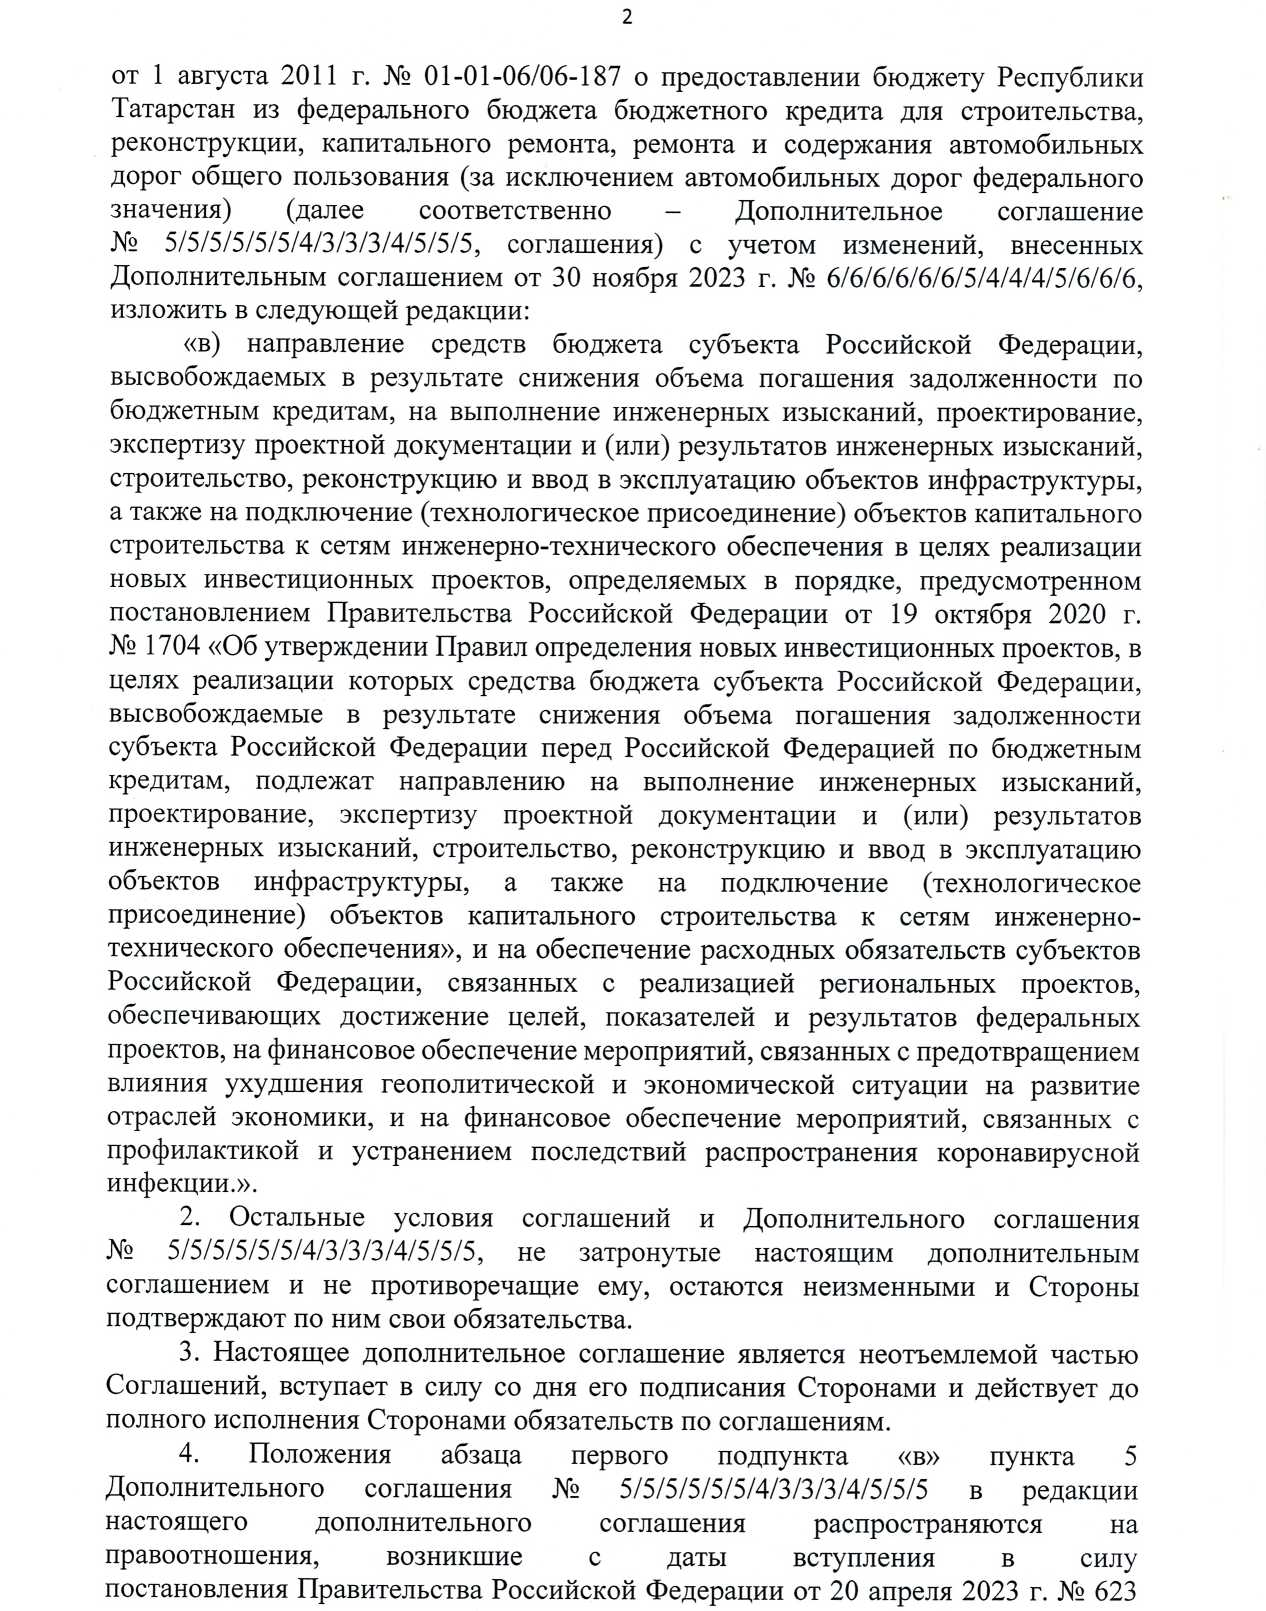 2
от 1 августа 2011 г. № 01-01-06/06-187 о предоставлении бюджету Республики
Татарстан из федерального бюджета бюджетного кредита для строительства,
реконструкции, капитального ремонта, ремонта и содержания автомобильных
дорог общего пользования (за исключением автомобильных дорог федерального
значения) (далее соответственно – Дополнительное соглашение
№ 5/5/5/5/5/5/4/3/3/3/4/5/5/5, соглашения) с учетом изменений, внесенных
Дополнительным соглашением от 30 ноября 2023 г. № 6/6/6/6/6/6/5/4/4/4/5/6/6/6,
изложить в следующей редакции:
«в) направление средств бюджета субъекта Российской Федерации,
высвобождаемых в результате снижения объема погашения задолженности по
бюджетным кредитам, на выполнение инженерных изысканий, проектирование,
экспертизу проектной документации и (или) результатов инженерных изысканий,
строительство, реконструкцию и ввод в эксплуатацию объектов инфраструктуры,
а также на подключение (технологическое присоединение) объектов капитального
строительства к сетям инженерно-технического обеспечения в целях реализации
новых инвестиционных проектов, определяемых в порядке, предусмотренном
постановлением Правительства Российской Федерации от 19 октября 2020 г.
№ 1704 «Об утверждении Правил определения новых инвестиционных проектов, в
целях реализации которых средства бюджета субъекта Российской Федерации,
высвобождаемые в результате снижения объема погашения задолженности
субъекта Российской Федерации перед Российской Федерацией по бюджетным
кредитам, подлежат направлению на выполнение инженерных изысканий,
проектирование, экспертизу проектной документации и (или) результатов
инженерных изысканий, строительство, реконструкцию и ввод в эксплуатацию
объектов инфраструктуры, а также на подключение (технологическое
присоединение) объектов капитального строительства к сетям инженерно-
технического обеспечения», и на обеспечение расходных обязательств субъектов
Российской Федерации, связанных с реализацией региональных проектов,
обеспечивающих достижение целей, показателей и результатов федеральных
проектов, на финансовое обеспечение мероприятий, связанных с предотвращением
влияния ухудшения геополитической и экономической ситуации на развитие
отраслей экономики, и на финансовое обеспечение мероприятий, связанных с
профилактикой и устранением последствий распространения коронавирусной
инфекции.».
2. Остальные условия соглашений и Дополнительного соглашения
№ 5/5/5/5/5/5/4/3/3/3/4/5/5/5, не затронутые настоящим дополнительным
соглашением и не противоречащие ему, остаются неизменными и Стороны
подтверждают по ним свои обязательства.
3. Настоящее дополнительное соглашение является неотъемлемой частью
Соглашений, вступает в силу со дня его подписания Сторонами и действует до
полного исполнения Сторонами обязательств по соглашениям.
4. Положения абзаца первого подпункта «в» пункта 5
Дополнительного соглашения № 5/5/5/5/5/5/4/3/3/3/4/5/5/5 в редакции
настоящего дополнительного соглашения распространяются на
правоотношения, возникшие с даты вступления в силу
постановления Правительства Российской Федерации от 20 апреля 2023 г. № 623